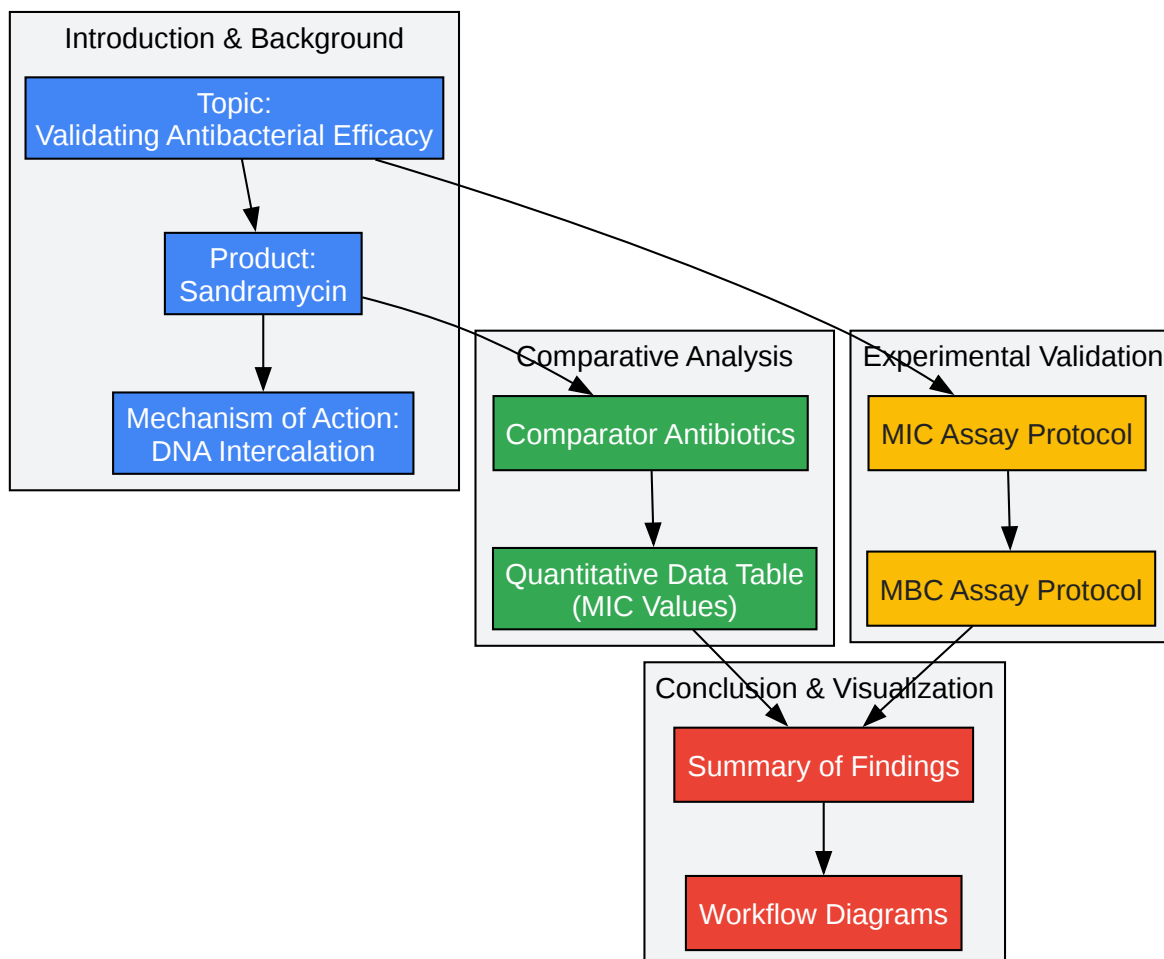 Introduction & Background
Topic:
Validating Antibacterial Efficacy
Product:
Sandramycin
Mechanism of Action:
DNA Intercalation
Comparative Analysis
Comparator Antibiotics
Quantitative Data Table
(MIC Values)
Experimental Validation
MIC Assay Protocol
MBC Assay Protocol
Conclusion & Visualization
Summary of Findings
Workflow Diagrams